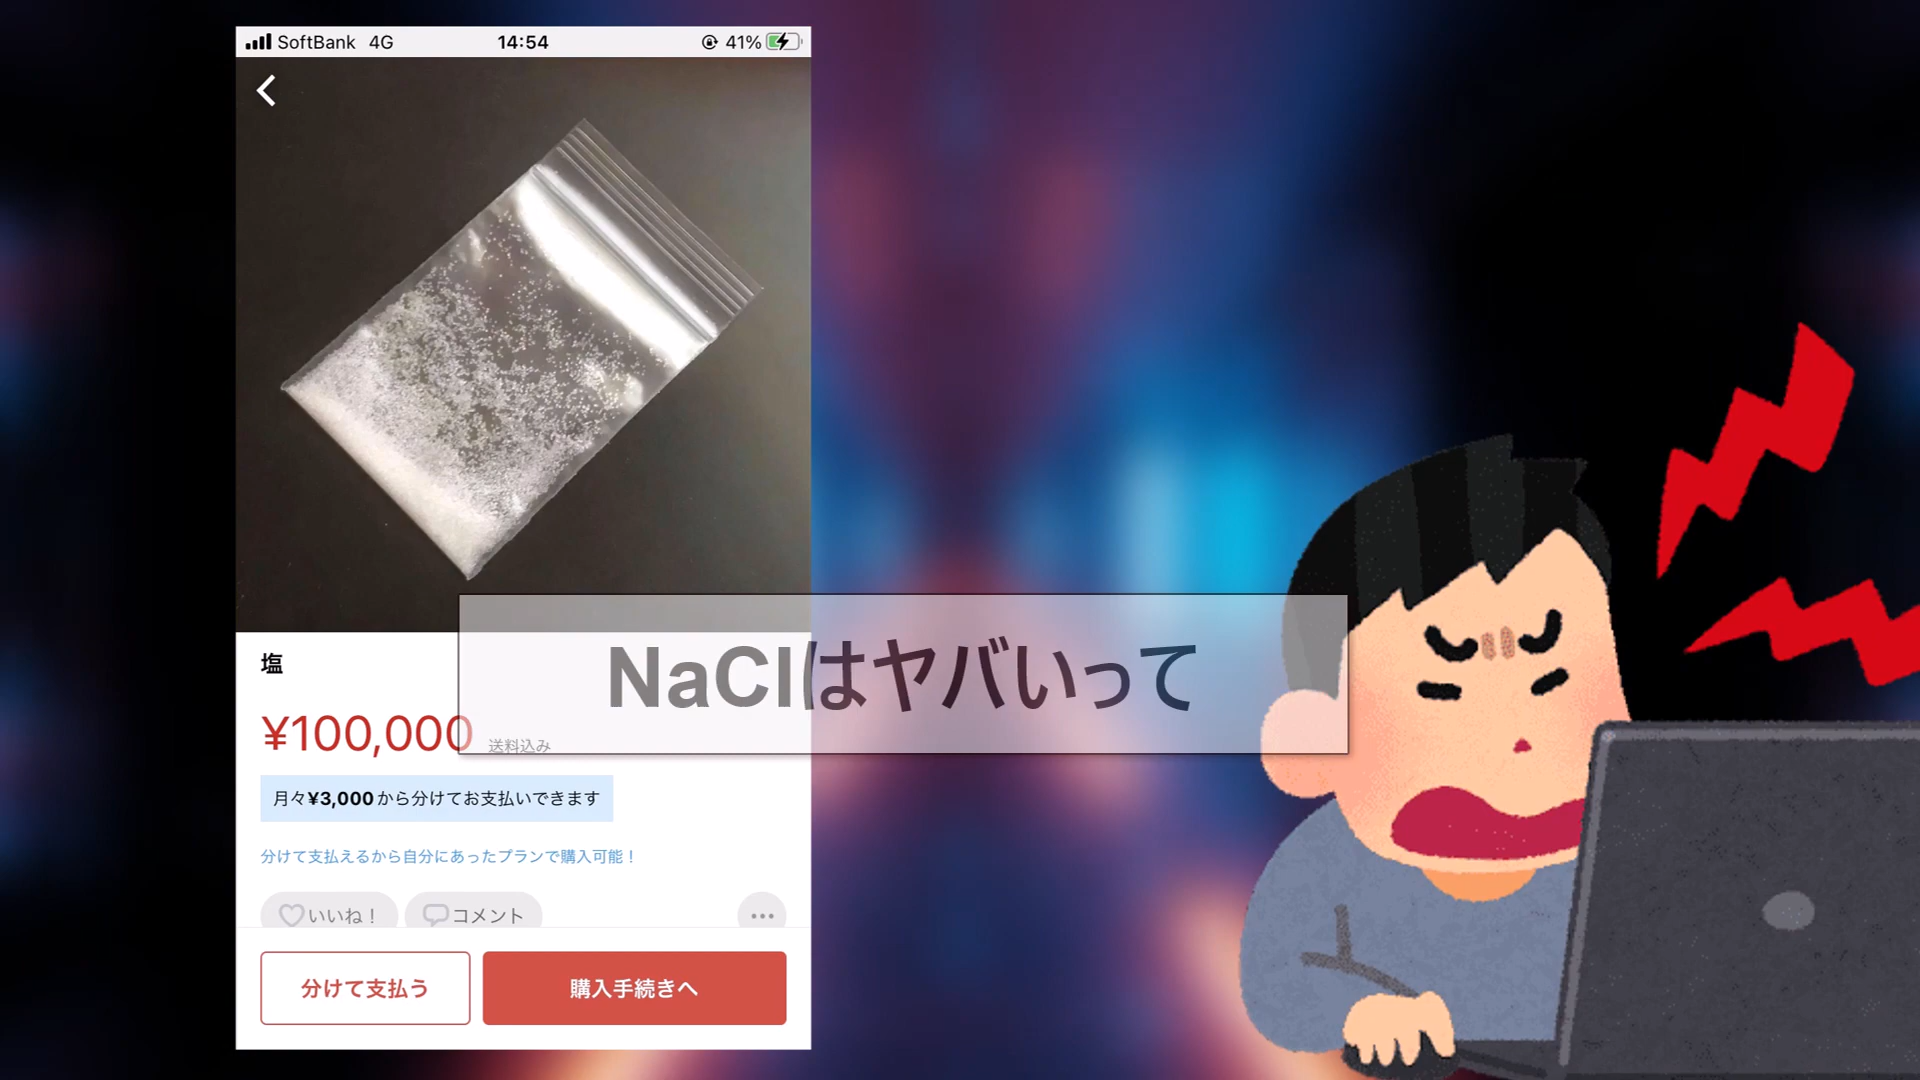 SoftBank 4G 14:54 41%
塩
¥100,000 送料込み
NaClはヤバいって
月々¥3,000から分けてお支払いできます
分けて支払えるから自分にあったプランで購入可能！
いいね！ コメント
分けて支払う 購入手続きへ